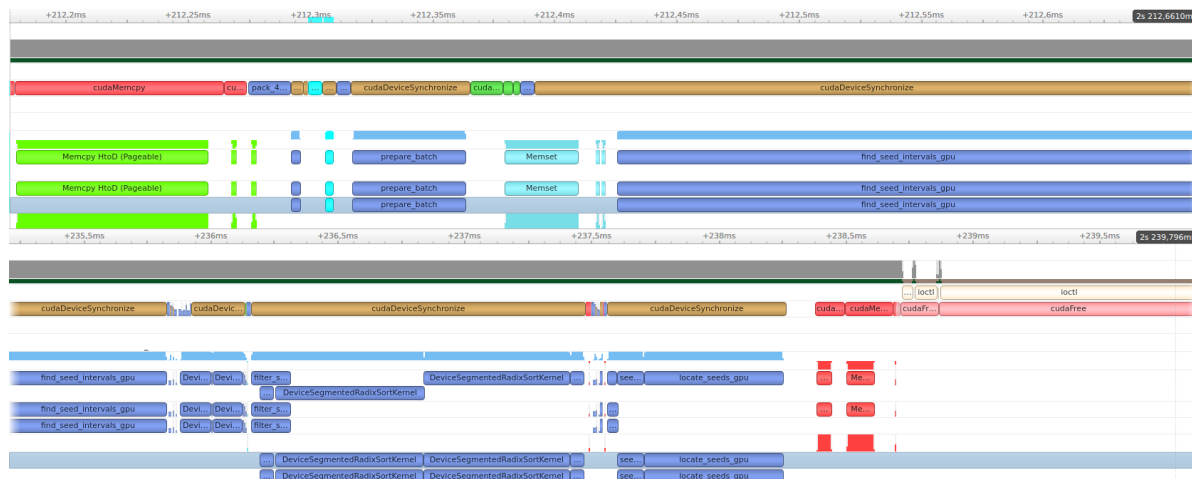 +212,2ms +212,25ms +212,3ms +212,35ms +212,4ms +212,45ms +212,5ms +212,55ms +212,6ms 2s 212,6610m
cudaMemcpy cu... pack_4... ... ... ... ... cudaDeviceSynchronize cuda... ... cudaDeviceSynchronize
Memcpy HtoD (Pageable) prepare_batch Memset find_seed_intervals_gpu
Memcpy HtoD (Pageable) prepare_batch Memset find_seed_intervals_gpu
prepare_batch find_seed_intervals_gpu
+235,5ms +236ms +236,5ms +237ms +237,5ms +238ms +238,5ms +239ms +239,5ms 2s 239,796m
... ioctl ioctl
cudaDeviceSynchronize cudaDevic... cudaDeviceSynchronize cudaDeviceSynchronize cuda... cudaMe... cudaFr... cudaFree
find_seed_intervals_gpu Devi... Devi... filter_s... DeviceSegmentedRadixSortKernel ... see... locate_seeds_gpu ... Me...
... DeviceSegmentedRadixSortKernel
find_seed_intervals_gpu Devi... Devi... filter_s... ... ... Me...
find_seed_intervals_gpu Devi... Devi... filter_s... ...
... DeviceSegmentedRadixSortKernel DeviceSegmentedRadixSortKernel ... see... locate_seeds_gpu
... DeviceSegmentedRadixSortKernel DeviceSegmentedRadixSortKernel ... see... locate_seeds_gpu